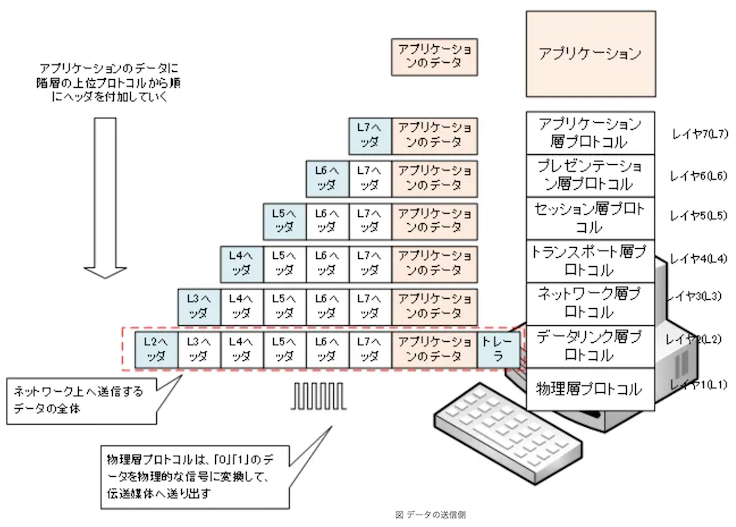 アプリケーションのデータに
階層の上位プロトコルから順
にヘッダを付加していく
アプリケーショ
ンのデータ
アプリケーション
L7ヘ
ッダ
アプリケーショ
ンのデータ
アプリケーション
層プロトコル
レイヤ7(L7)
L6ヘ
ッダ
L7ヘ
ッダ
アプリケーショ
ンのデータ
プレゼンテーショ
ン層プロトコル
レイヤ6(L6)
L5ヘ
ッダ
L6ヘ
ッダ
L7ヘ
ッダ
アプリケーショ
ンのデータ
セッション層プロト
コル
レイヤ5(L5)
L4ヘ
ッダ
L5ヘ
ッダ
L6ヘ
ッダ
L7ヘ
ッダ
アプリケーショ
ンのデータ
トランスポート層プ
ロトコル
レイヤ4(L4)
L3ヘ
ッダ
L4ヘ
ッダ
L5ヘ
ッダ
L6ヘ
ッダ
L7ヘ
ッダ
アプリケーショ
ンのデータ
ネットワーク層プ
ロトコル
レイヤ3(L3)
L2ヘ
ッダ
L3ヘ
ッダ
L4ヘ
ッダ
L5ヘ
ッダ
L6ヘ
ッダ
L7ヘ
ッダ
アプリケーショ
ンのデータ
トレー
ラ
データリンク層プ
ロトコル
レイヤ2(L2)
ネットワーク上へ送信する
データの全体
物理層プロトコル
レイヤ1(L1)
物理層プロトコルは、「0」「1」の
データを物理的な信号に変換して、
伝送媒体へ送り出す
図 データの送信側